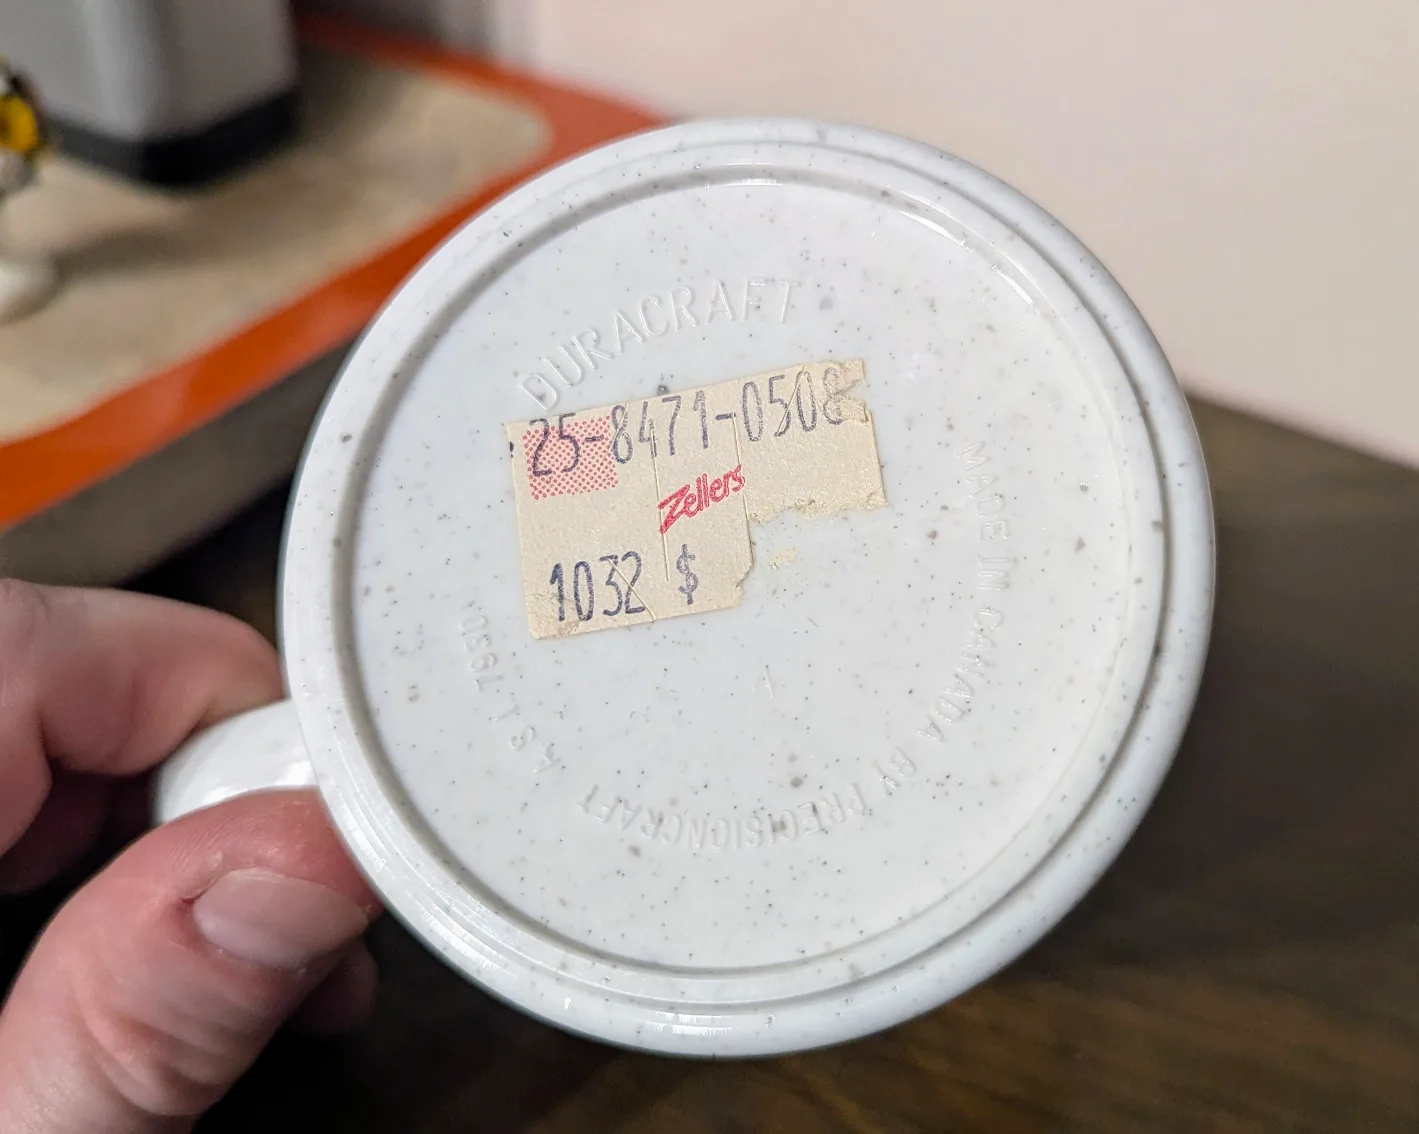 DURACRAFT
25-8471-0508
Zellers
1032 $
MADE IN CANADA BY PRECISIONCRAFT